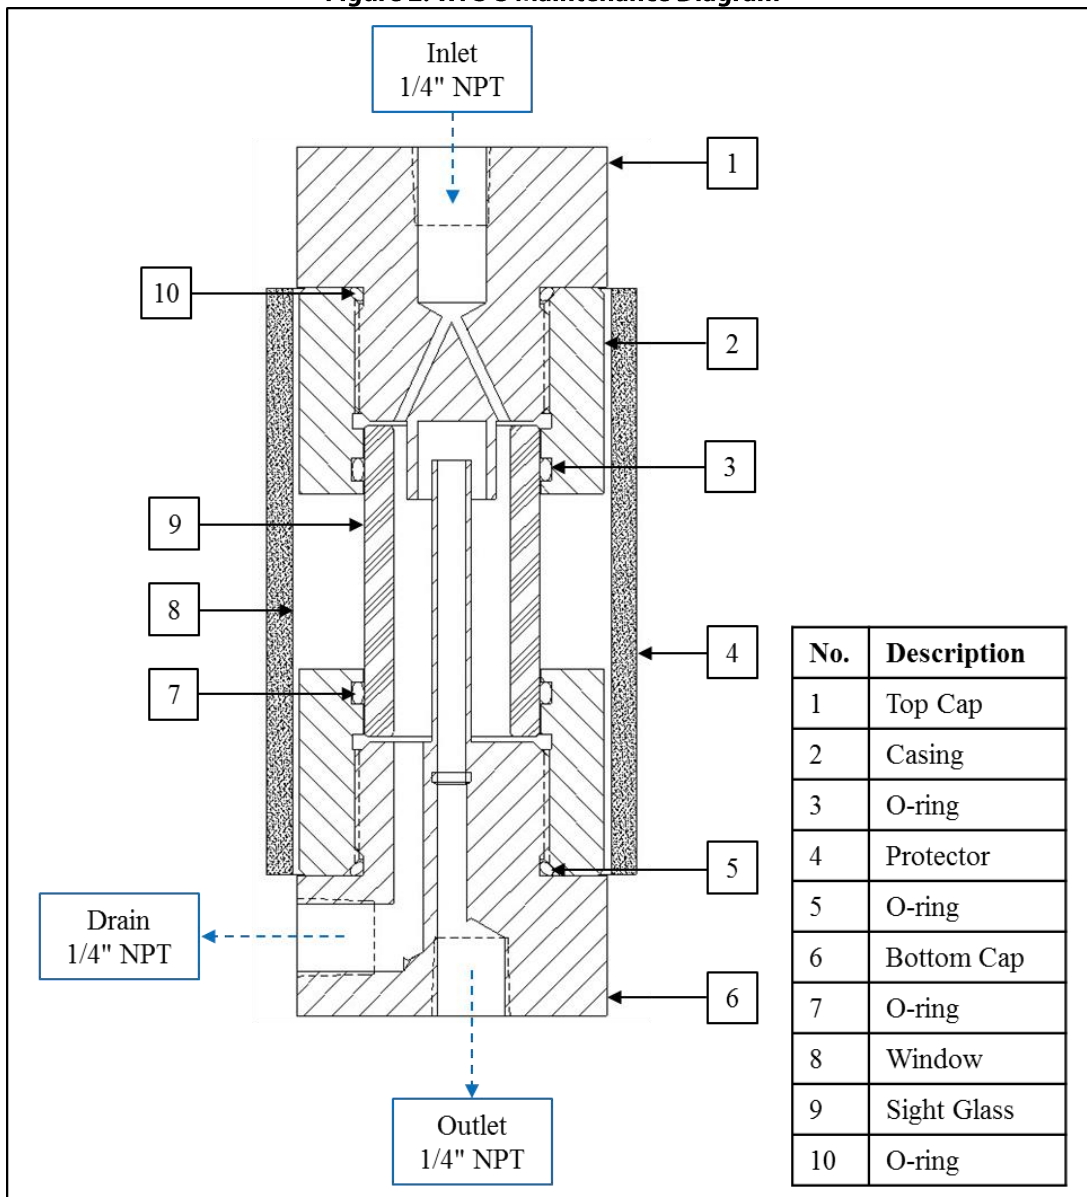 Inlet
1/4" NPT
1
10
2
3
9
8
4
7
5
Drain
1/4" NPT
6
Outlet
1/4" NPT
No. Description
1 Top Cap
2 Casing
3 O-ring
4 Protector
5 O-ring
6 Bottom Cap
7 O-ring
8 Window
9 Sight Glass
10 O-ring